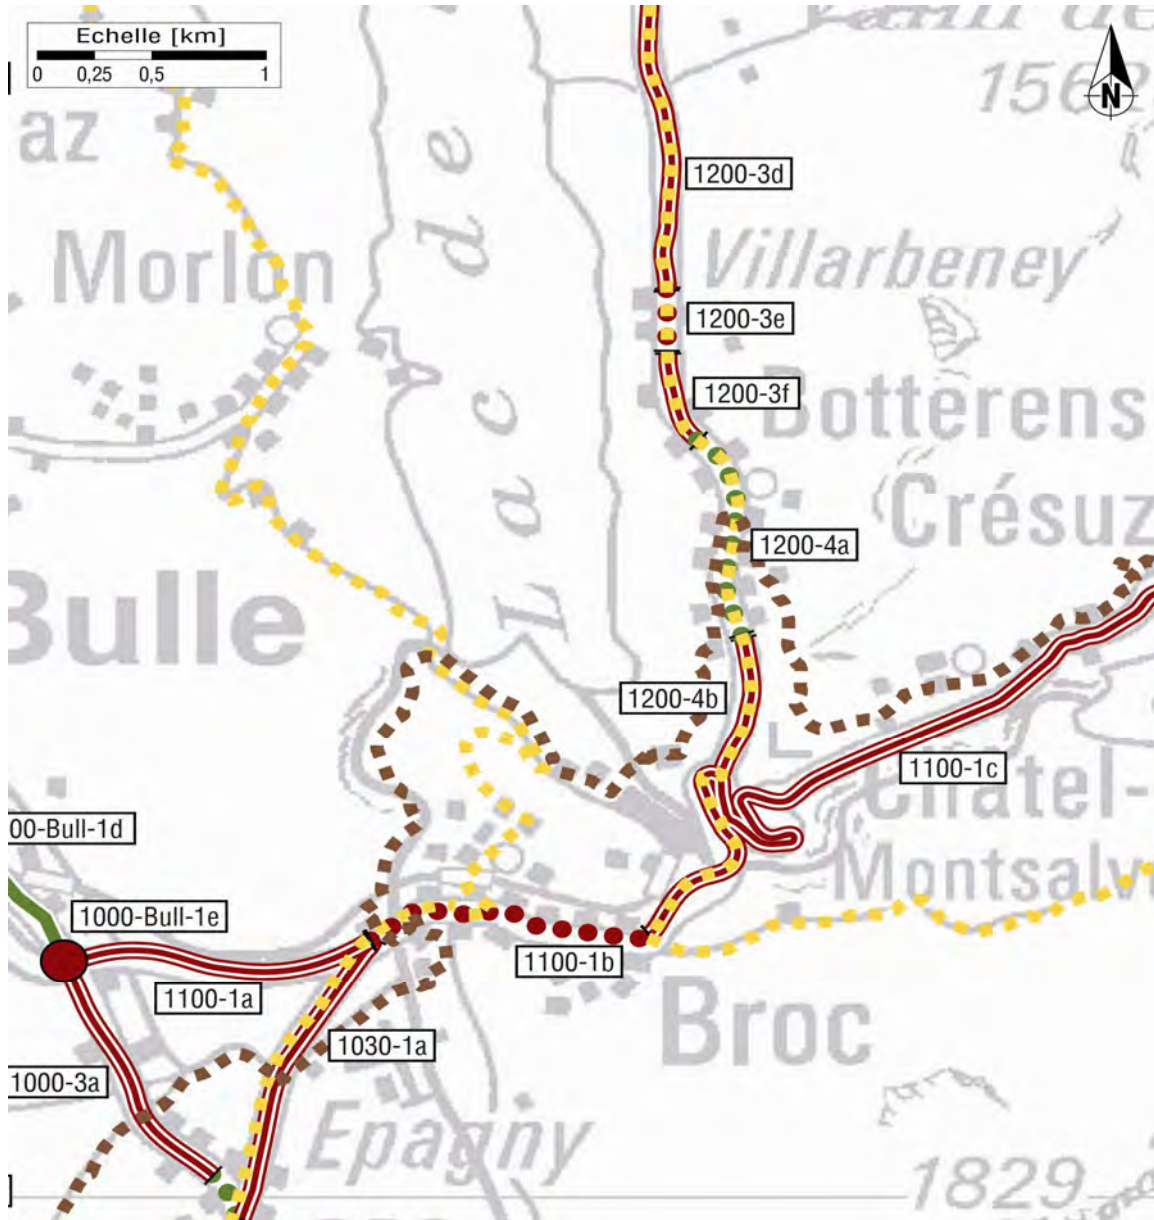 Echelle [km]
0 0,25 0,5 1
N
az
de
1562
1200-3d
Morlon
Villarbeney
1200-3e
1200-3f
Botterens
Lac
Crésuz
1200-4a
Bulle
1200-4b
1100-1c
Châtel-
Montsalv
00-Bull-1d
1000-Bull-1e
1100-1b
1100-1a
Broc
1030-1a
1000-3a
Epagny
1829